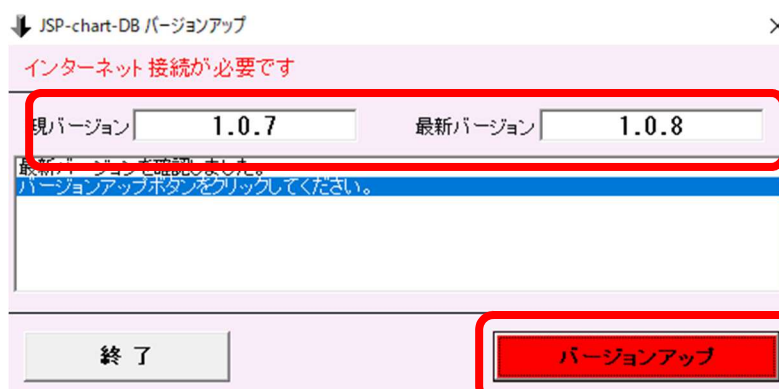 JSP-chart-DB バージョンアップ
インターネット接続が必要です
現バージョン 1.0.7 最新バージョン 1.0.8
最新バージョンを確認しました。
バージョンアップボタンをクリックしてください。
終 了 バージョンアップ